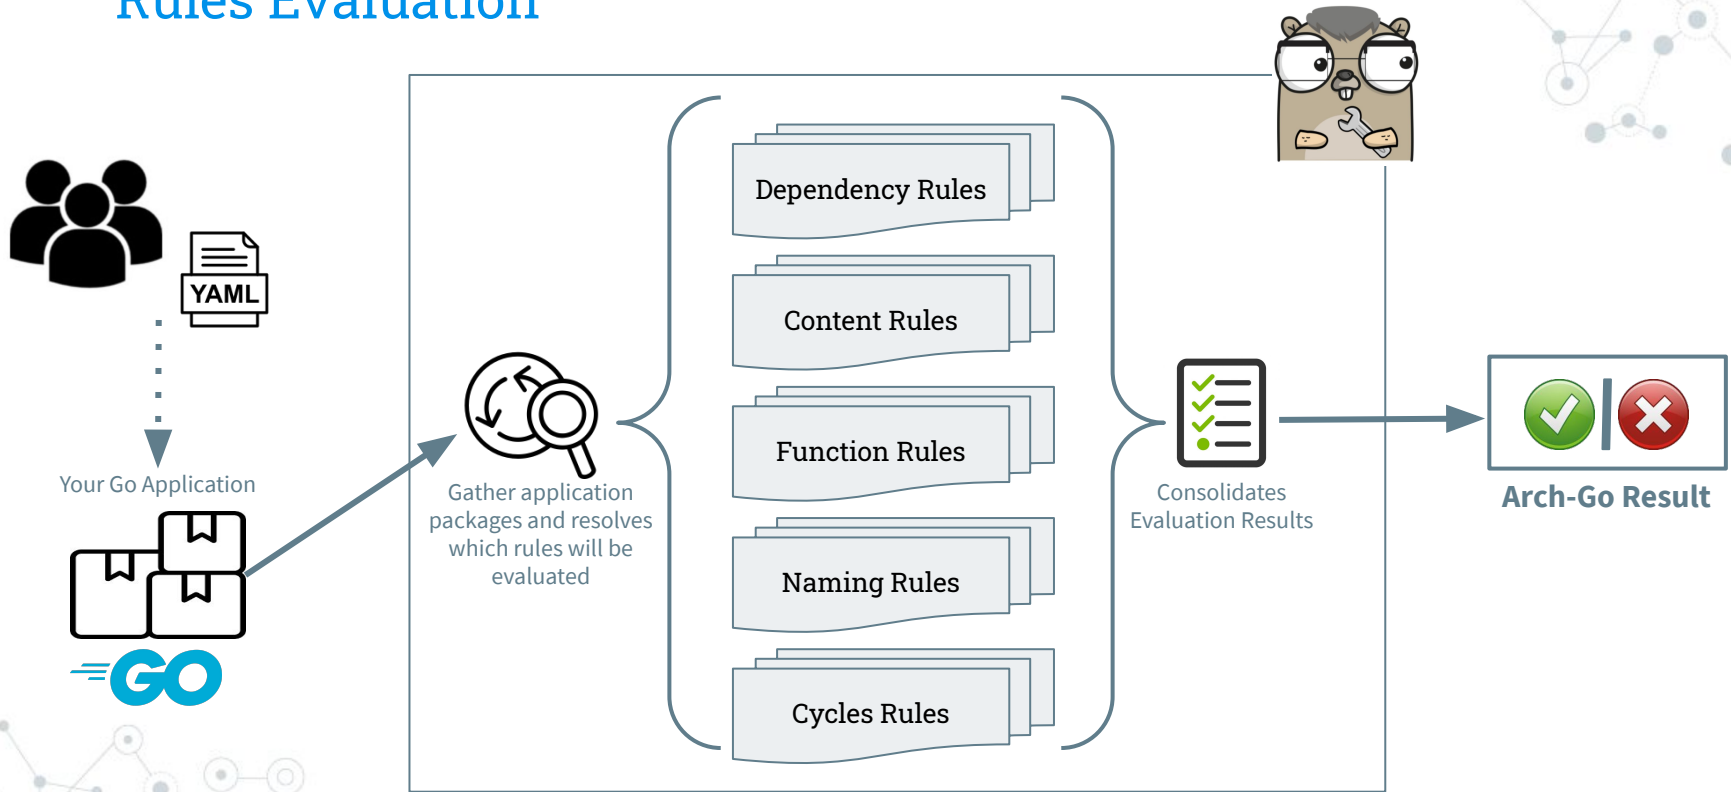 Rules Evaluation
YAML
Your Go Application
GO
Gather application
packages and resolves
which rules will be
evaluated
Dependency Rules
Content Rules
Function Rules
Naming Rules
Cycles Rules
Consolidates
Evaluation Results
Arch-Go Result